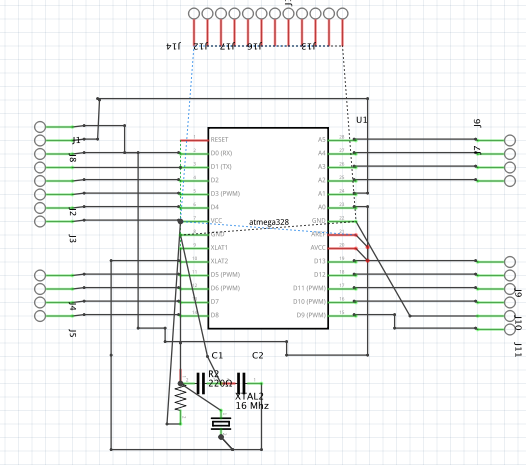 J14
J12
J17
J16
J13
U1
J1
J8
J2
J3
J4
J5
J6
J7
J9
J10
J11
RESET
D0 (RX)
D1 (TX)
D2
D3 (PWM)
D4
VCC
XLAT1
XLAT2
D5 (PWM)
D6 (PWM)
D7
D8
A5
A4
A3
A2
A1
A0
GND
AREF
AVCC
D13
D12
D11 (PWM)
D10 (PWM)
D9 (PWM)
atmega328
C1
C2
R2
220Ω
XTAL2
16 Mhz